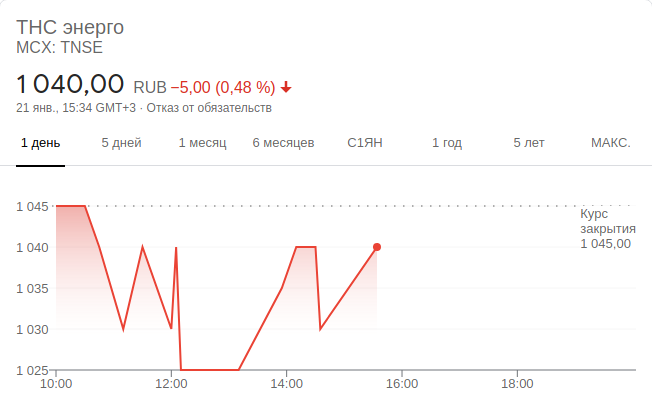 ТНС энерго
MCX: TNSE
1 040,00 RUB −5,00 (0,48 %)
21 янв., 15:34 GMT+3 · Отказ от обязательств
1 день 5 дней 1 месяц 6 месяцев С1ЯН 1 год 5 лет МАКС.
1 045
Курс
закрытия
1 045,00
1 040
1 035
1 030
1 025
10:00 12:00 14:00 16:00 18:00